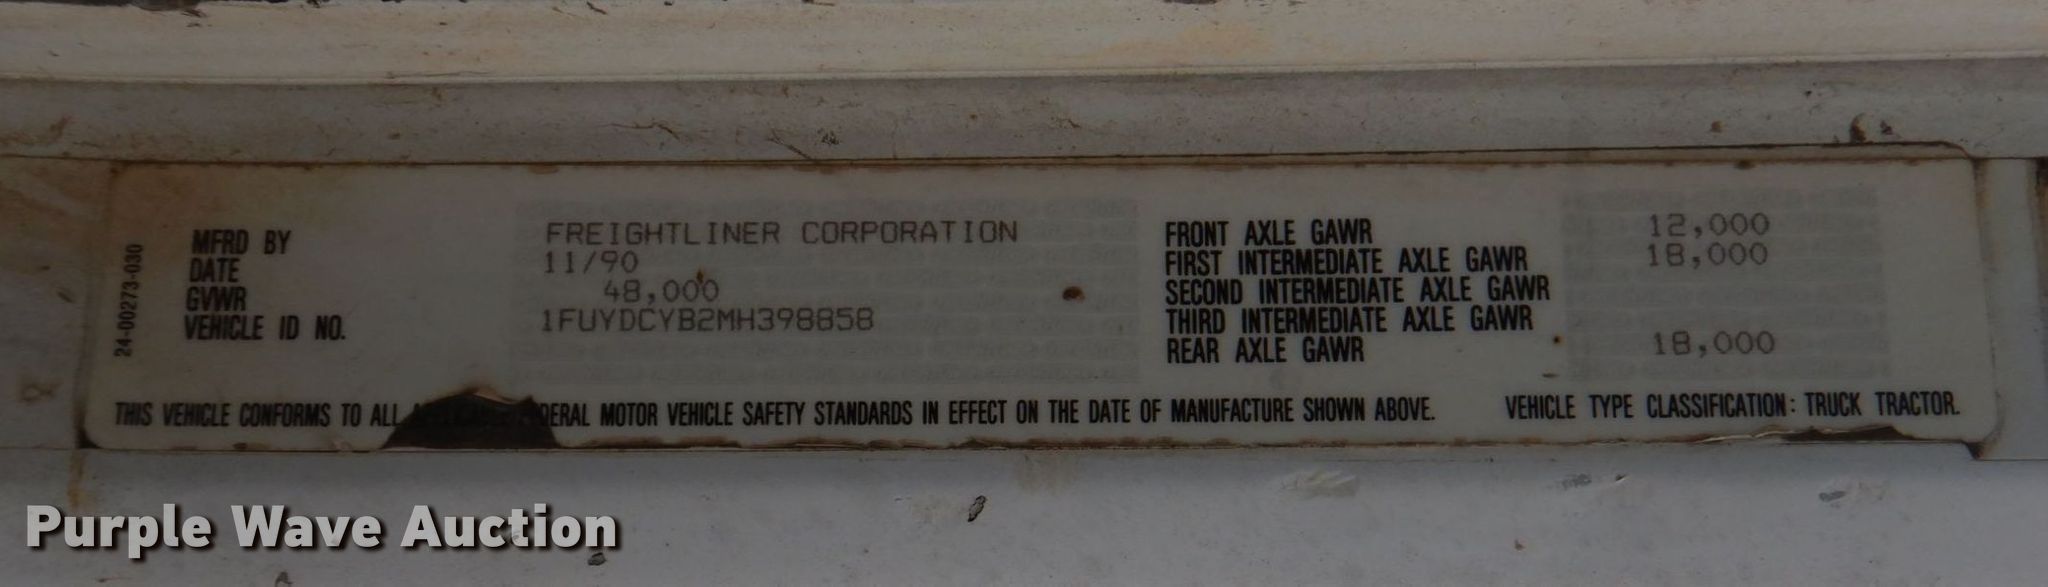 24-00273-030
MFRD BY FREIGHTLINER CORPORATION
DATE 11/90
GVWR 48,000
VEHICLE ID NO. 1FUYDCYB2MH398858
FRONT AXLE GAWR 12,000
FIRST INTERMEDIATE AXLE GAWR 18,000
SECOND INTERMEDIATE AXLE GAWR
THIRD INTERMEDIATE AXLE GAWR
REAR AXLE GAWR 18,000
THIS VEHICLE CONFORMS TO ALL APPLICABLE FEDERAL MOTOR VEHICLE SAFETY STANDARDS IN EFFECT ON THE DATE OF MANUFACTURE SHOWN ABOVE. VEHICLE TYPE CLASSIFICATION: TRUCK TRACTOR.
Purple Wave Auction